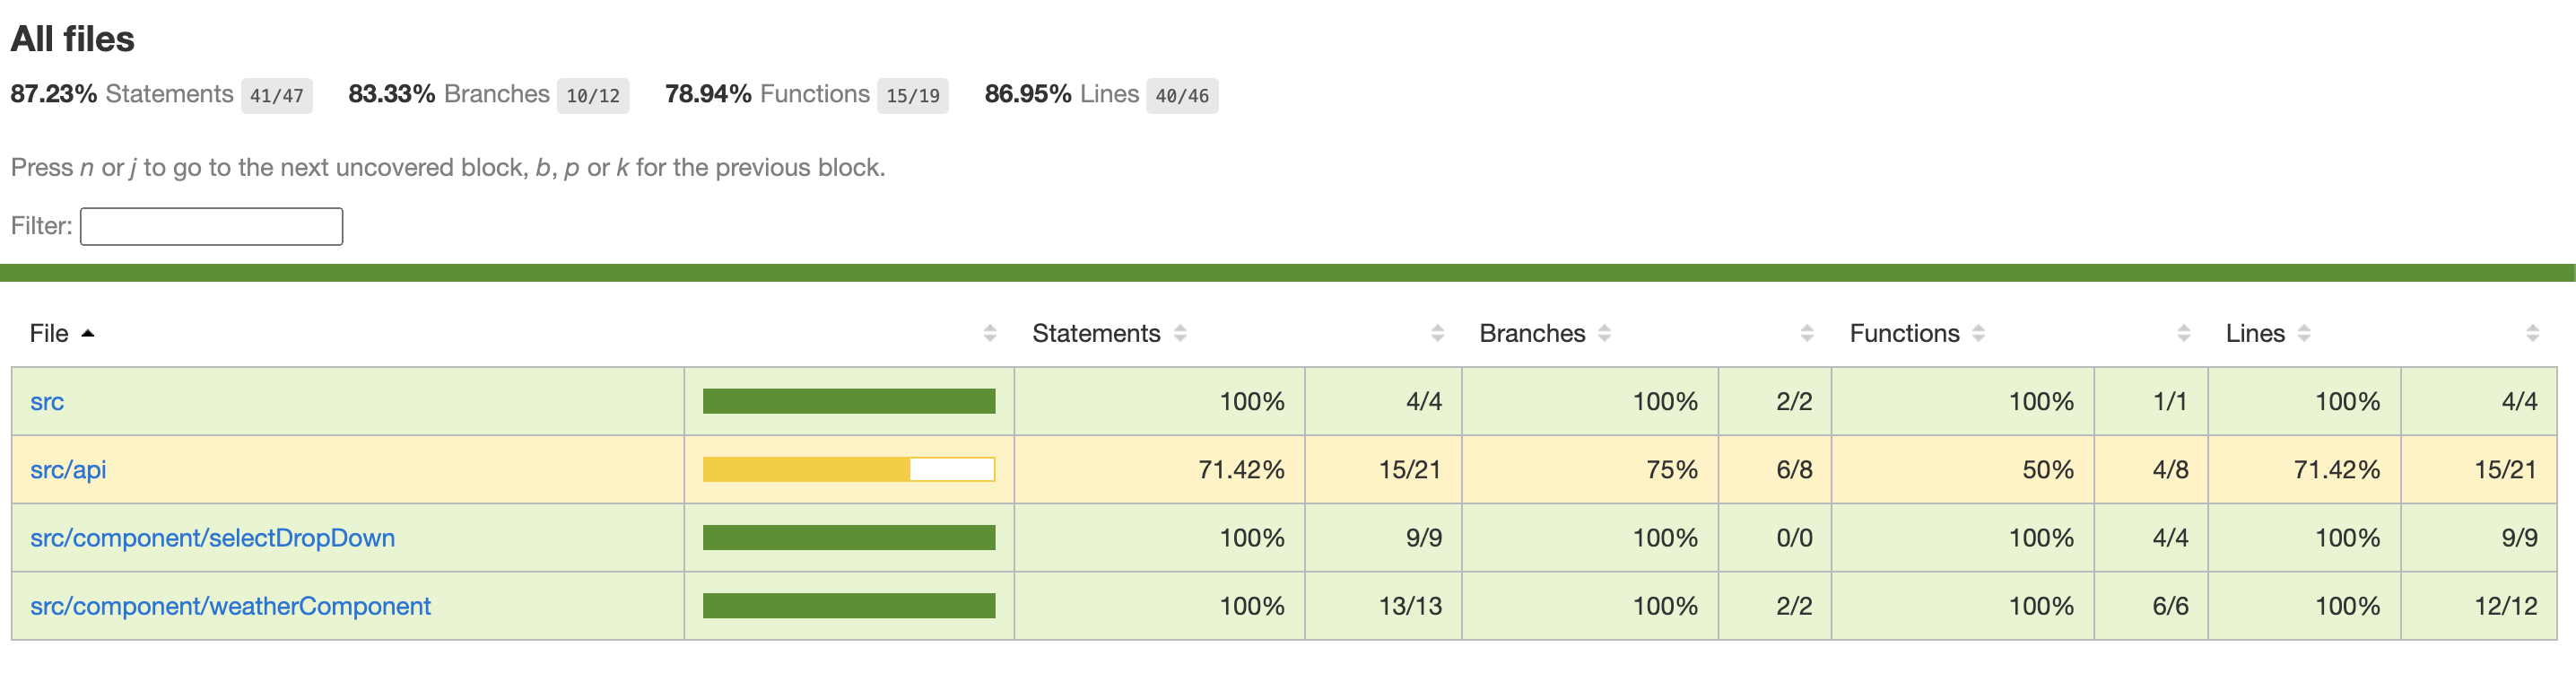 All files
87.23% Statements 41/47 83.33% Branches 10/12 78.94% Functions 15/19 86.95% Lines 40/46
Press n or j to go to the next uncovered block, b, p or k for the previous block.
Filter:
File Statements Branches Functions Lines
src 100% 4/4 100% 2/2 100% 1/1 100% 4/4
src/api 71.42% 15/21 75% 6/8 50% 4/8 71.42% 15/21
src/component/selectDropDown 100% 9/9 100% 0/0 100% 4/4 100% 9/9
src/component/weatherComponent 100% 13/13 100% 2/2 100% 6/6 100% 12/12